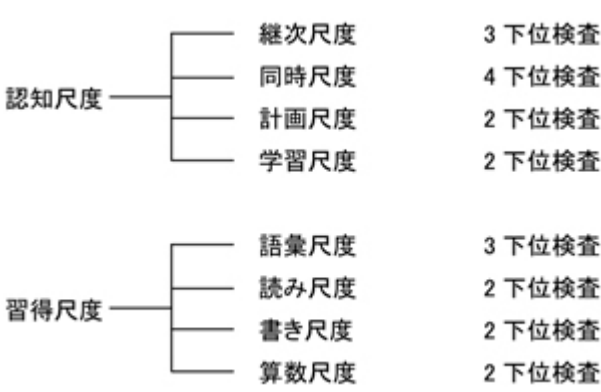 継次尺度 3下位検査
同時尺度 4下位検査
認知尺度
計画尺度 2下位検査
学習尺度 2下位検査
語彙尺度 3下位検査
読み尺度 2下位検査
習得尺度
書き尺度 2下位検査
算数尺度 2下位検査